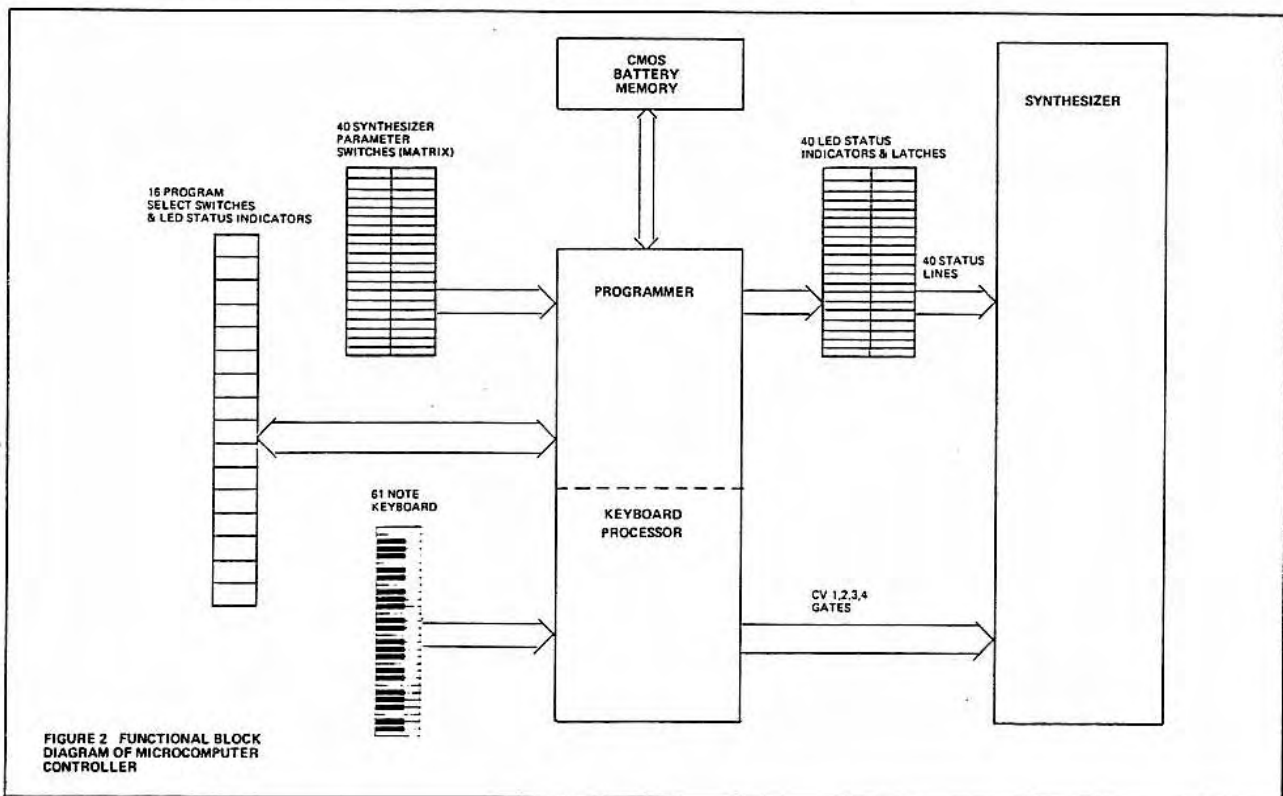 CMOS
BATTERY
MEMORY
SYNTHESIZER
40 SYNTHESIZER
PARAMETER
SWITCHES (MATRIX)
40 LED STATUS
INDICATORS & LATCHES
16 PROGRAM
SELECT SWITCHES
& LED STATUS INDICATORS
PROGRAMMER
40 STATUS
LINES
61 NOTE
KEYBOARD
KEYBOARD
PROCESSOR
CV 1,2,3,4
GATES
FIGURE 2 FUNCTIONAL BLOCK
DIAGRAM OF MICROCOMPUTER
CONTROLLER